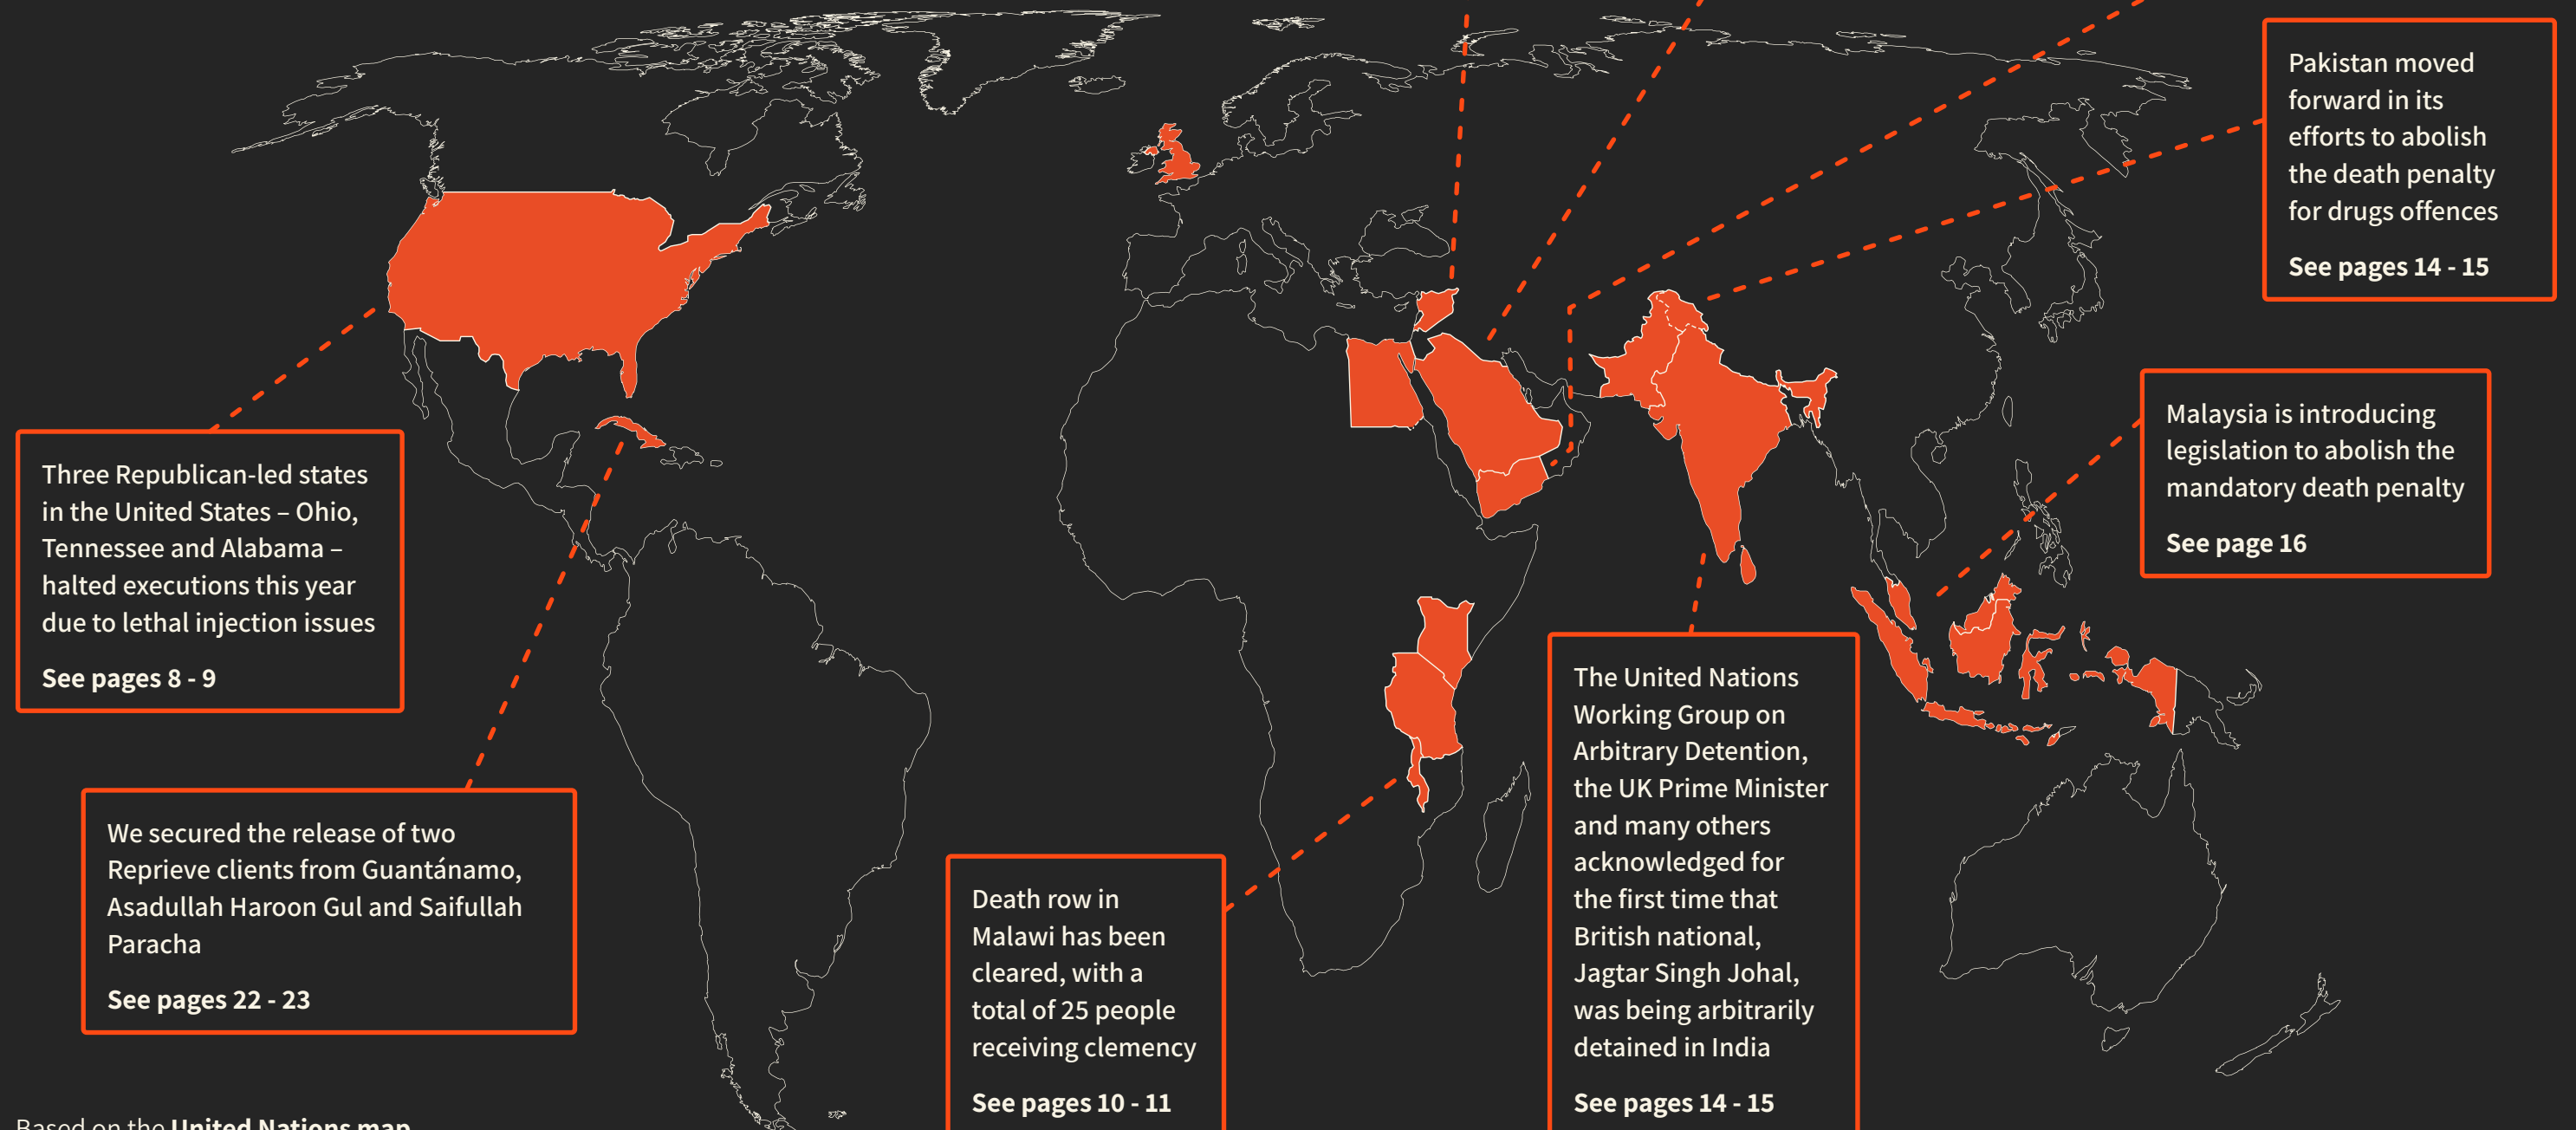 Pakistan moved
forward in its
efforts to abolish
the death penalty
for drugs offences
See pages 14 - 15
Malaysia is introducing
legislation to abolish the
mandatory death penalty
See page 16
Three Republican-led states
in the United States – Ohio,
Tennessee and Alabama –
halted executions this year
due to lethal injection issues
See pages 8 - 9
We secured the release of two
Reprieve clients from Guantánamo,
Asadullah Haroon Gul and Saifullah
Paracha
See pages 22 - 23
Death row in
Malawi has been
cleared, with a
total of 25 people
receiving clemency
See pages 10 - 11
The United Nations
Working Group on
Arbitrary Detention,
the UK Prime Minister
and many others
acknowledged for
the first time that
British national,
Jagtar Singh Johal,
was being arbitrarily
detained in India
See pages 14 - 15
Based on the United Nations map